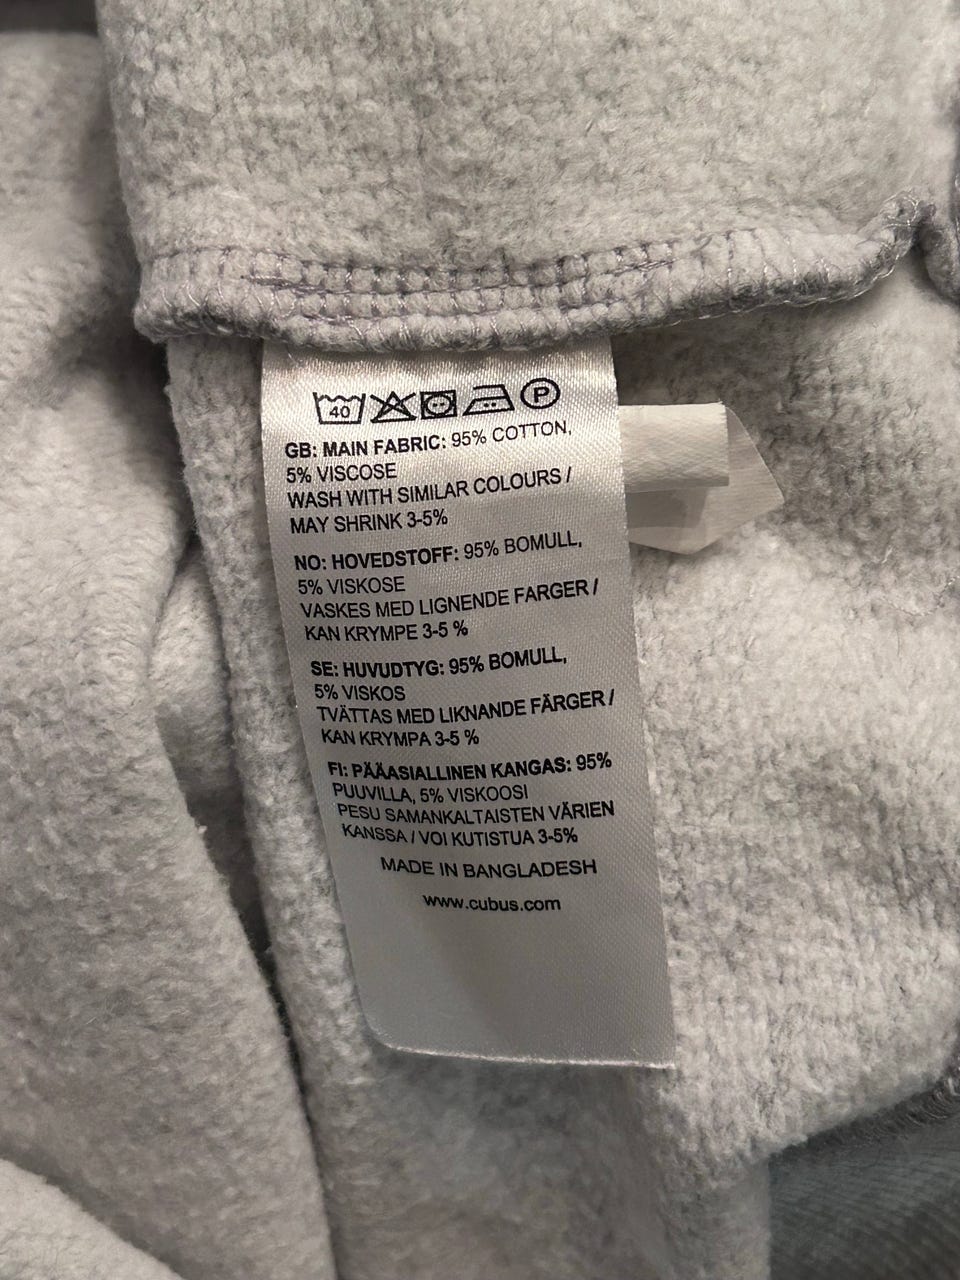 40 P
GB: MAIN FABRIC: 95% COTTON,
5% VISCOSE
WASH WITH SIMILAR COLOURS /
MAY SHRINK 3-5%
NO: HOVEDSTOFF: 95% BOMULL,
5% VISKOSE
VASKES MED LIGNENDE FARGER /
KAN KRYMPE 3-5 %
SE: HUVUDTYG: 95% BOMULL,
5% VISKOS
TVÄTTAS MED LIKNANDE FÄRGER /
KAN KRYMPA 3-5 %
FI: PÄÄASIALLINEN KANGAS: 95%
PUUVILLA, 5% VISKOOSI
PESU SAMANKALTAISTEN VÄRIEN
KANSSA / VOI KUTISTUA 3-5%
MADE IN BANGLADESH
www.cubus.com